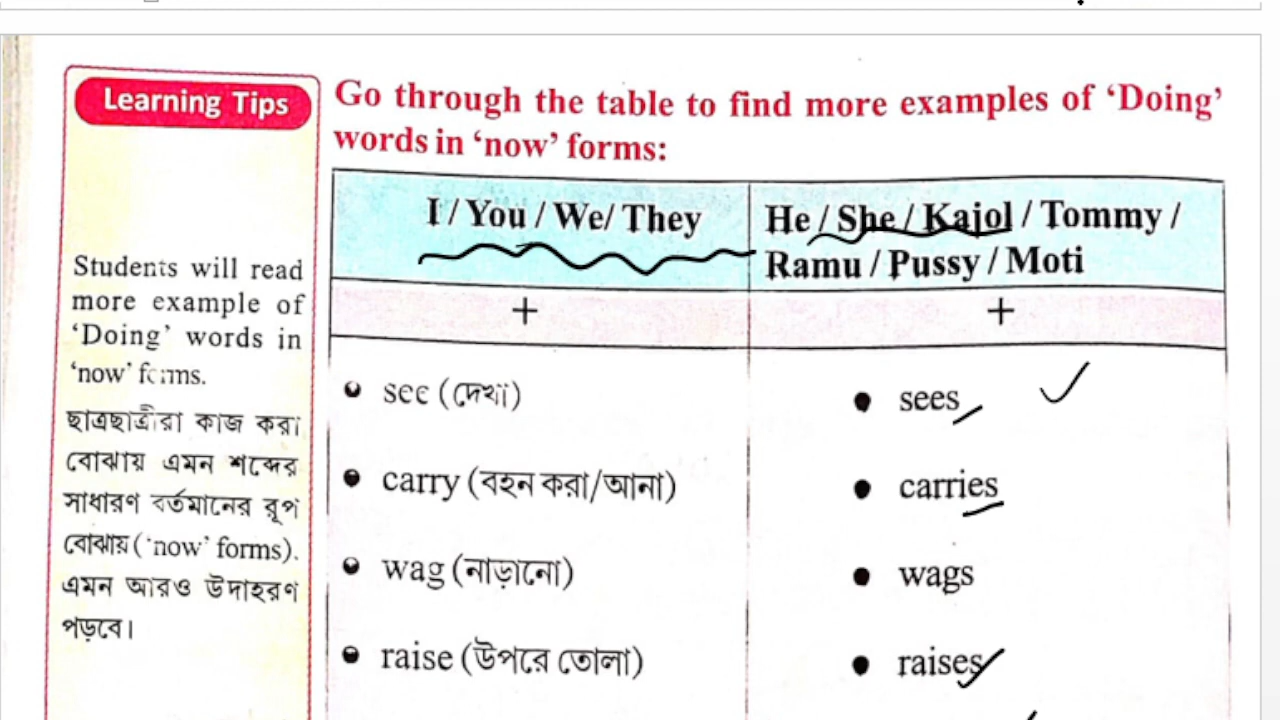 Learning Tips
Students will read
more example of
'Doing' words in
'now' forms.
ছাত্রছাত্রীরা কাজ করা
বোঝায় এমন শব্দের
সাধারণ বর্তমানের রূপ
বোঝায় ('now' forms).
এমন আরও উদাহরণ
পড়বে।
Go through the table to find more examples of 'Doing'
words in 'now' forms:
I / You / We/ They
He / She / Kajol / Tommy /
Ramu / Pussy / Moti
+ +
• see (দেখা) • sees
• carry (বহন করা/আনা) • carries
• wag (নাড়ানো) • wags
• raise (উপরে তোলা) • raises